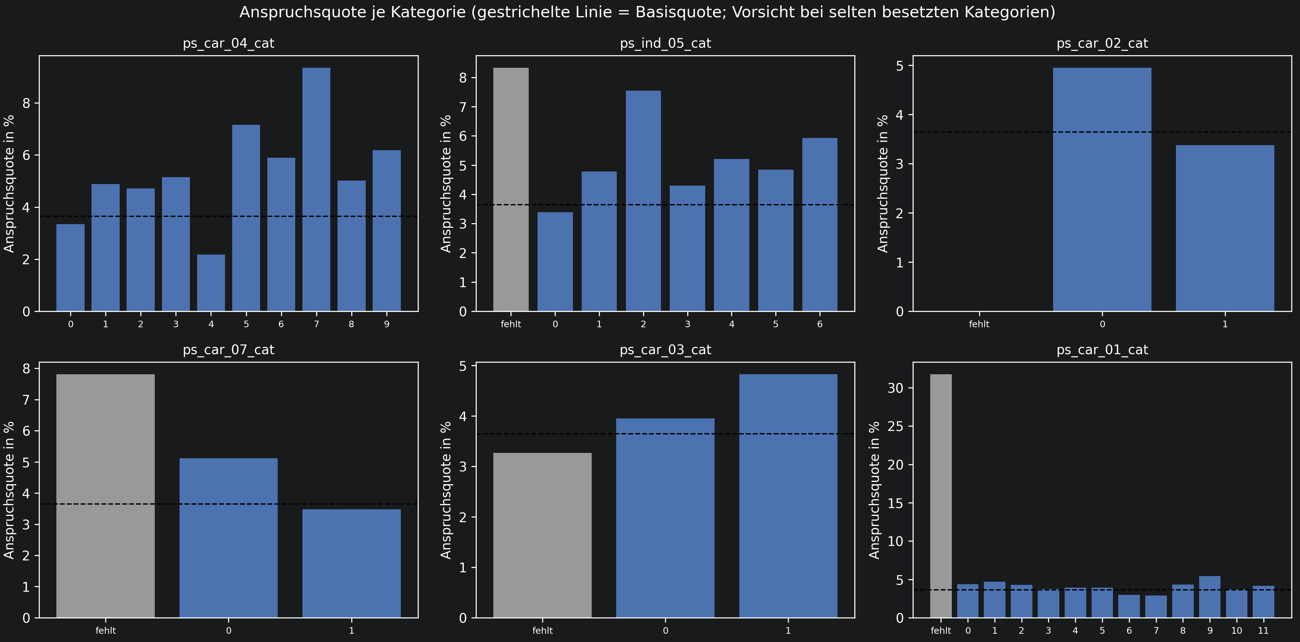 Anspruchsquote je Kategorie (gestrichelte Linie = Basisquote; Vorsicht bei selten besetzten Kategorien)
ps_car_04_cat
Anspruchsquote in %
8
6
4
2
0
0 1 2 3 4 5 6 7 8 9
ps_ind_05_cat
Anspruchsquote in %
8
7
6
5
4
3
2
1
0
fehlt 0 1 2 3 4 5 6
ps_car_02_cat
Anspruchsquote in %
5
4
3
2
1
0
fehlt 0 1
ps_car_07_cat
Anspruchsquote in %
8
7
6
5
4
3
2
1
0
fehlt 0 1
ps_car_03_cat
Anspruchsquote in %
5
4
3
2
1
0
fehlt 0 1
ps_car_01_cat
Anspruchsquote in %
30
25
20
15
10
5
0
fehlt 0 1 2 3 4 5 6 7 8 9 10 11